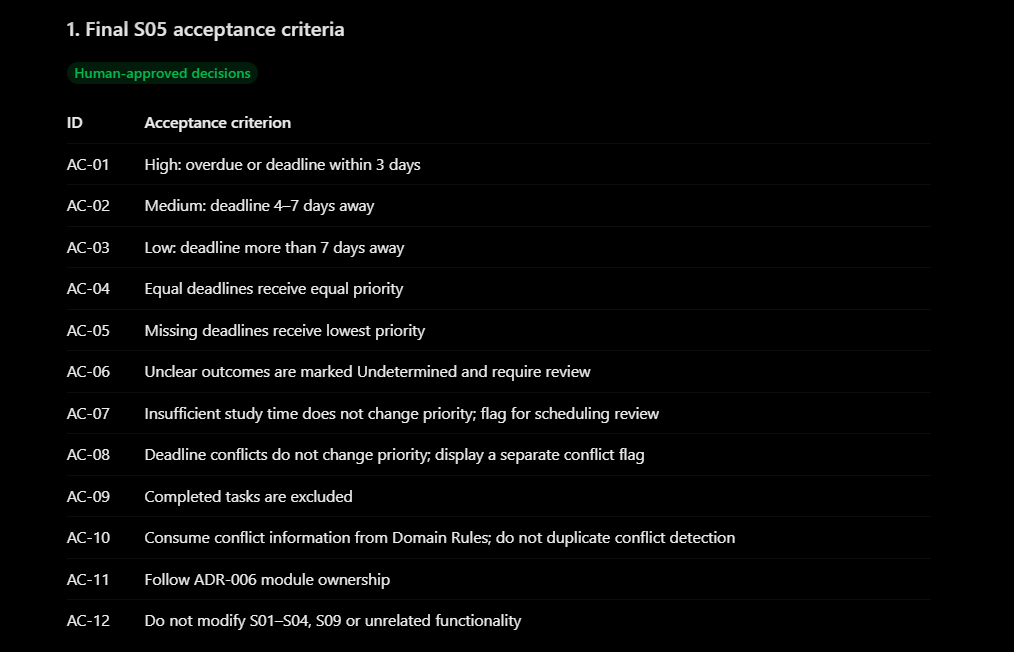 1. Final S05 acceptance criteria
Human-approved decisions
ID Acceptance criterion
AC-01 High: overdue or deadline within 3 days
AC-02 Medium: deadline 4–7 days away
AC-03 Low: deadline more than 7 days away
AC-04 Equal deadlines receive equal priority
AC-05 Missing deadlines receive lowest priority
AC-06 Unclear outcomes are marked Undetermined and require review
AC-07 Insufficient study time does not change priority; flag for scheduling review
AC-08 Deadline conflicts do not change priority; display a separate conflict flag
AC-09 Completed tasks are excluded
AC-10 Consume conflict information from Domain Rules; do not duplicate conflict detection
AC-11 Follow ADR-006 module ownership
AC-12 Do not modify S01–S04, S09 or unrelated functionality